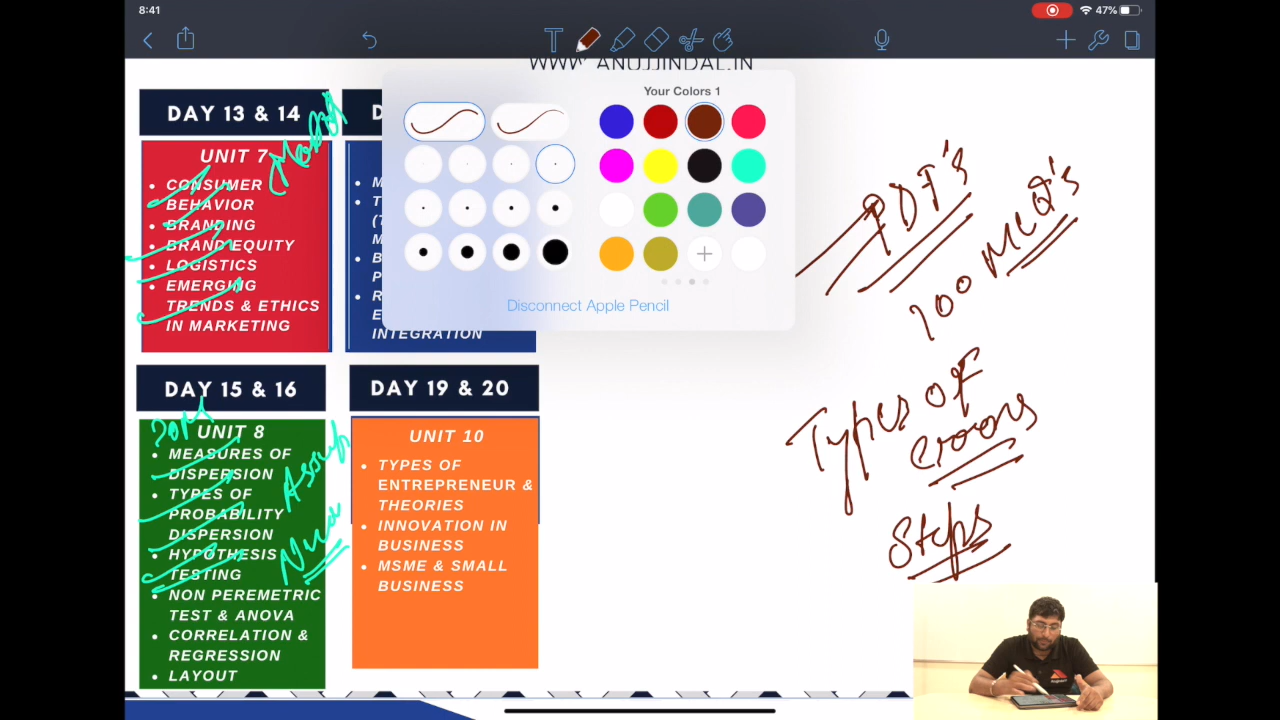 8:41
47%
WWW.ANUJJINDAL.IN
Your Colors 1
Disconnect Apple Pencil
DAY 13 & 14
UNIT 7
CONSUMER
BEHAVIOR
BRANDING
BRAND EQUITY
LOGISTICS
EMERGING
TRENDS & ETHICS
IN MARKETING
INTEGRATION
DAY 15 & 16
UNIT 8
MEASURES OF
DISPERSION
TYPES OF
PROBABILITY
DISPERSION
HYPOTHESIS
TESTING
NON PEREMETRIC
TEST & ANOVA
CORRELATION &
REGRESSION
LAYOUT
DAY 19 & 20
UNIT 10
TYPES OF
ENTREPRENEUR &
THEORIES
INNOVATION IN
BUSINESS
MSME & SMALL
BUSINESS
PDF's
100 MCQ's
Types of
errors
Steps